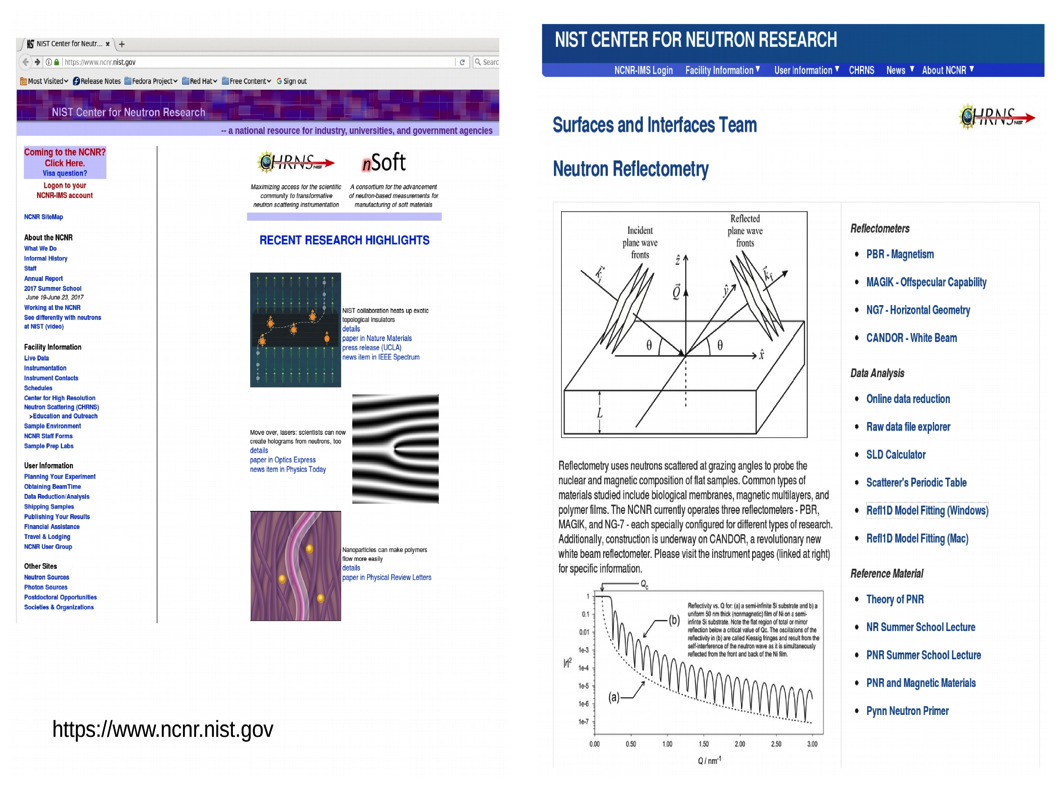 NIST Center for Neutr... × +
https://www.ncnr.nist.gov
Searc
Most Visited Release Notes Fedora Project Red Hat Free Content Sign out
NIST Center for Neutron Research
-- a national resource for industry, universities, and government agencies
Coming to the NCNR?
Click Here.
Visa question?
Logon to your
NCNR-IMS account
NCNR SiteMap
About the NCNR
What We Do
Informal History
Staff
Annual Report
2017 Summer School
June 19-June 23, 2017
Working at the NCNR
See differently with neutrons
at NIST (video)
Facility Information
Live Data
Instrumentation
Instrument Contacts
Schedules
Center for High Resolution
Neutron Scattering (CHRNS)
>Education and Outreach
Sample Environment
NCNR Staff Forms
Sample Prep Labs
User Information
Planning Your Experiment
Obtaining BeamTime
Data Reduction/Analysis
Shipping Samples
Publishing Your Results
Financial Assistance
Travel & Lodging
NCNR User Group
Other Sites
Neutron Sources
Photon Sources
Postdoctoral Opportunities
Societies & Organizations
CHRNS
Maximizing access for the scientific
community to transformative
neutron scattering instrumentation
nSoft
A consortium for the advancement
of neutron-based measurements for
manufacturing of soft materials
RECENT RESEARCH HIGHLIGHTS
NIST collaboration heats up exotic
topological insulators
details
paper in Nature Materials
press release (UCLA)
news item in IEEE Spectrum
Move over, lasers: scientists can now
create holograms from neutrons, too
details
paper in Optics Express
news item in Physics Today
Nanoparticles can make polymers
flow more easily
details
paper in Physical Review Letters
https://www.ncnr.nist.gov
NIST CENTER FOR NEUTRON RESEARCH
NCNR-IMS Login Facility Information ▼ User Information ▼ CHRNS News ▼ About NCNR ▼
CHRNS
Surfaces and Interfaces Team
Neutron Reflectometry
Incident
plane wave
fronts
Reflected
plane wave
fronts
ẑ
Q⃗
ŷ
k⃗i
k⃗f
θ θ
x̂
L
Reflectometry uses neutrons scattered at grazing angles to probe the
nuclear and magnetic composition of flat samples. Common types of
materials studied include biological membranes, magnetic multilayers, and
polymer films. The NCNR currently operates three reflectometers - PBR,
MAGIK, and NG-7 - each specially configured for different types of research.
Additionally, construction is underway on CANDOR, a revolutionary new
white beam reflectometer. Please visit the instrument pages (linked at right)
for specific information.
Qc
Reflectivity vs. Q for: (a) a semi-infinite Si substrate and b) a
uniform 50 nm thick (nonmagnetic) film of Ni on a semi-
infinite Si substrate. Note the flat region of total or mirror
reflection below a critical value of Qc. The oscillations of the
reflectivity in (b) are called Kiessig fringes and result from the
self-interference of the neutron wave as it is simultaneously
reflected from the front and back of the Ni film.
(b)
(a)
|r|²
1
0.1
0.01
1e-3
1e-4
1e-5
1e-6
1e-7
0.00 0.50 1.00 1.50 2.00 2.50 3.00
Q / nm⁻¹
Reflectometers
• PBR - Magnetism
• MAGIK - Offspecular Capability
• NG7 - Horizontal Geometry
• CANDOR - White Beam
Data Analysis
• Online data reduction
• Raw data file explorer
• SLD Calculator
• Scatterer's Periodic Table
• Refl1D Model Fitting (Windows)
• Refl1D Model Fitting (Mac)
Reference Material
• Theory of PNR
• NR Summer School Lecture
• PNR Summer School Lecture
• PNR and Magnetic Materials
• Pynn Neutron Primer